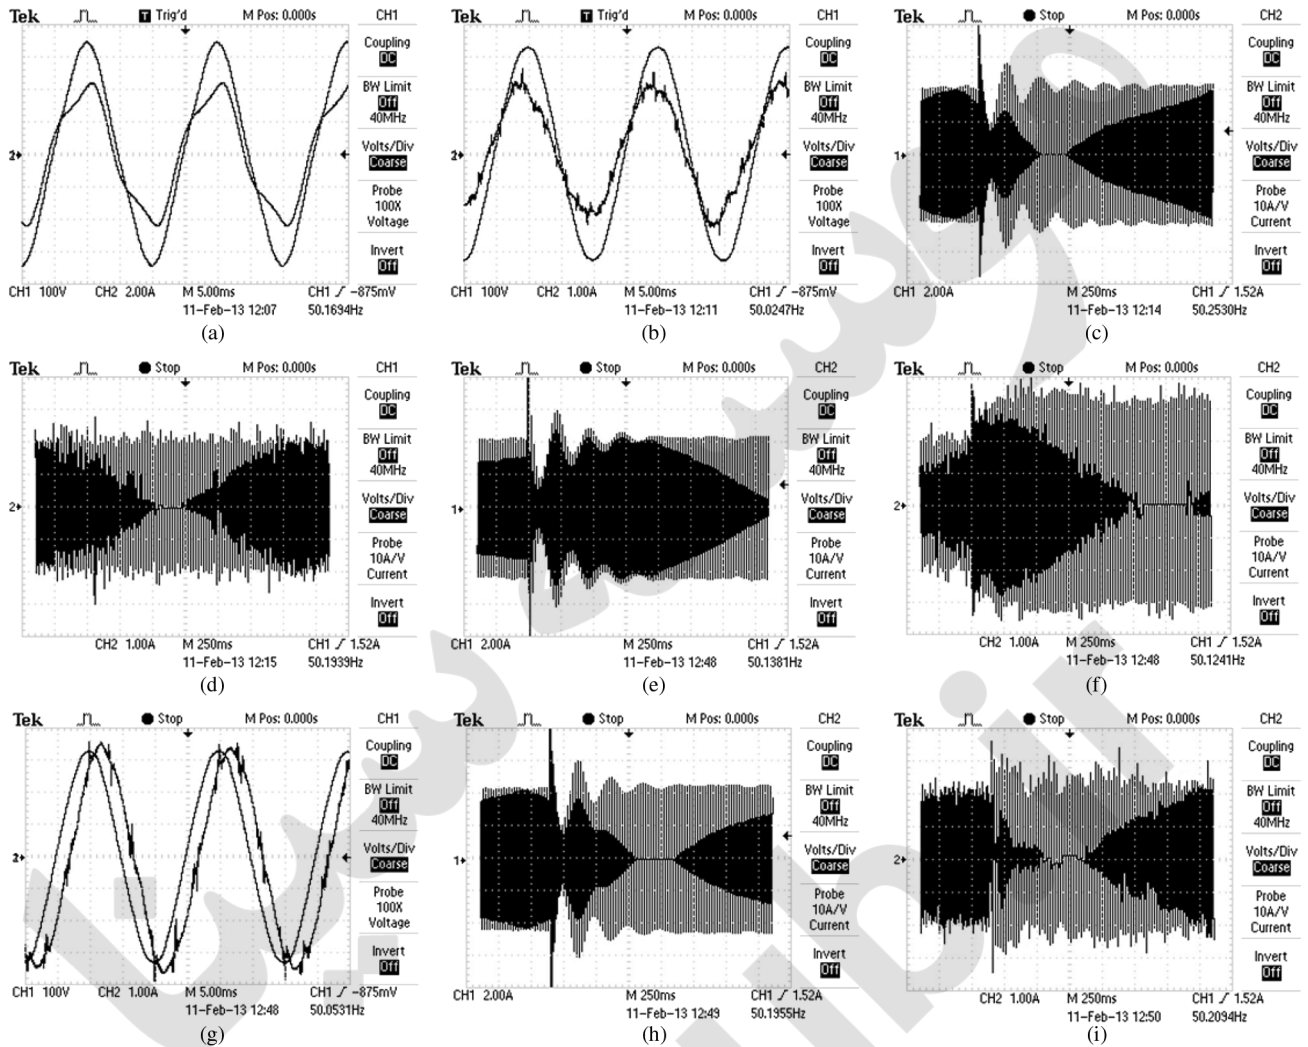 Tek Trig'd M Pos: 0.000s CH1
Coupling
DC
BW Limit
Off
40MHz
Volts/Div
Coarse
2
Probe
100X
Voltage
Invert
Off
CH1 100V CH2 2.00A M 5.00ms CH1 −875mV
11-Feb-13 12:07 50.1694Hz
(a)
Tek Trig'd M Pos: 0.000s CH1
Coupling
DC
BW Limit
Off
40MHz
Volts/Div
Coarse
2
Probe
100X
Voltage
Invert
Off
CH1 100V CH2 1.00A M 5.00ms CH1 −875mV
11-Feb-13 12:11 50.0247Hz
(b)
Tek Stop M Pos: 0.000s CH2
Coupling
DC
BW Limit
Off
40MHz
Volts/Div
Coarse
1
Probe
10A/V
Current
Invert
Off
CH1 2.00A M 250ms CH1 1.52A
11-Feb-13 12:14 50.2530Hz
(c)
Tek Stop M Pos: 0.000s CH1
Coupling
DC
BW Limit
Off
40MHz
Volts/Div
Coarse
2
Probe
10A/V
Current
Invert
Off
CH2 1.00A M 250ms CH1 1.52A
11-Feb-13 12:15 50.1939Hz
(d)
Tek Stop M Pos: 0.000s CH2
Coupling
DC
BW Limit
Off
40MHz
Volts/Div
Coarse
1
Probe
10A/V
Current
Invert
Off
CH1 2.00A M 250ms CH1 1.52A
11-Feb-13 12:48 50.1381Hz
(e)
Tek Stop M Pos: 0.000s CH2
Coupling
DC
BW Limit
Off
40MHz
Volts/Div
Coarse
2
Probe
10A/V
Current
Invert
Off
CH2 1.00A M 250ms CH1 1.52A
11-Feb-13 12:48 50.1241Hz
(f)
Tek Stop M Pos: 0.000s CH1
Coupling
DC
BW Limit
Off
40MHz
Volts/Div
Coarse
2
Probe
100X
Voltage
Invert
Off
CH1 100V CH2 1.00A M 5.00ms CH1 −875mV
11-Feb-13 12:48 50.0531Hz
(g)
Tek Stop M Pos: 0.000s CH2
Coupling
DC
BW Limit
Off
40MHz
Volts/Div
Coarse
1
Probe
10A/V
Current
Invert
Off
CH1 2.00A M 250ms CH1 1.52A
11-Feb-13 12:49 50.1955Hz
(h)
Tek Stop M Pos: 0.000s CH2
Coupling
DC
BW Limit
Off
40MHz
Volts/Div
Coarse
2
Probe
10A/V
Current
Invert
Off
CH2 1.00A M 250ms CH1 1.52A
11-Feb-13 12:50 50.2094Hz
(i)